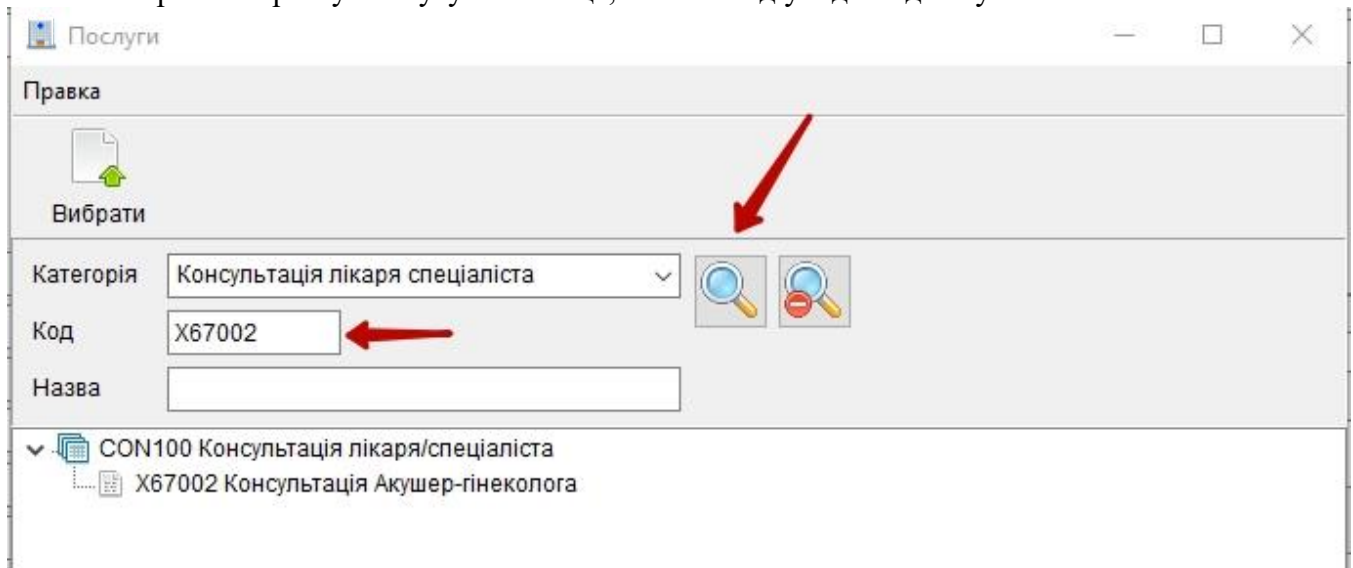 Послуги
Правка
Вибрати
Категорія Консультація лікаря спеціаліста
Код X67002
Назва
CON100 Консультація лікаря/спеціаліста
X67002 Консультація Акушер-гінеколога